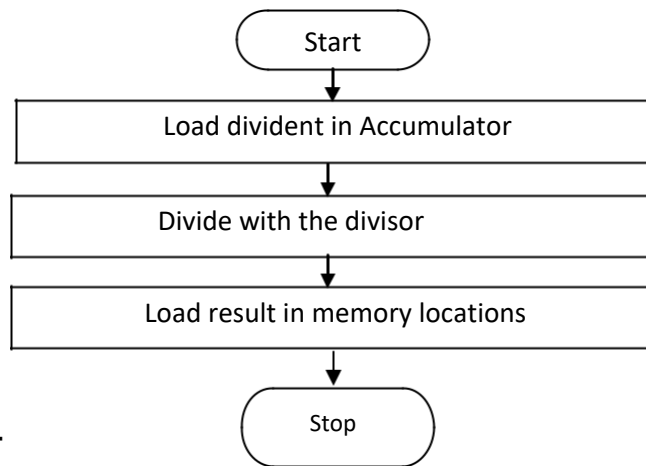 Start
Load divident in Accumulator
Divide with the divisor
Load result in memory locations
Stop
.